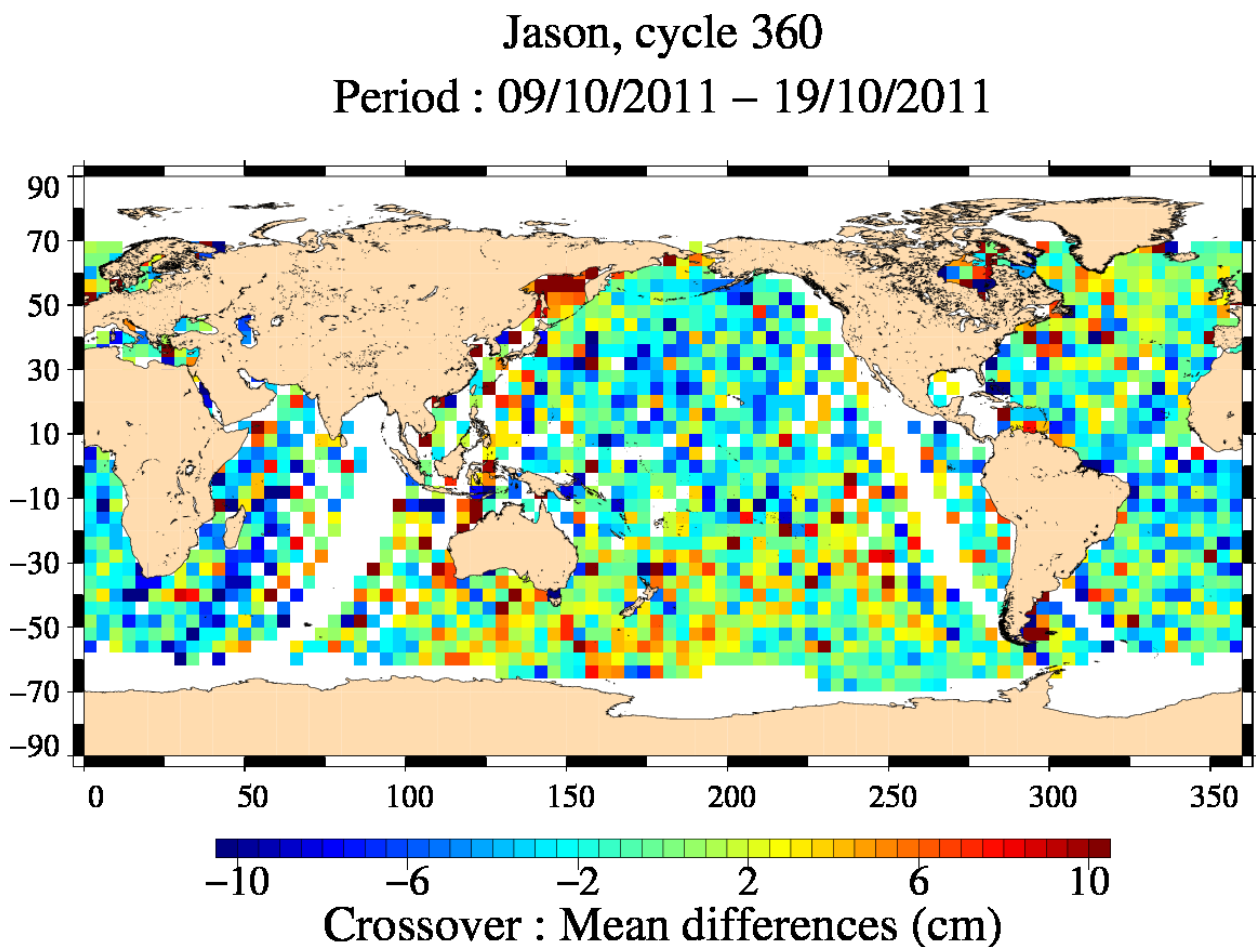 Jason, cycle 360
Period : 09/10/2011 – 19/10/2011
90
70
50
30
10
−10
−30
−50
−70
−90
0 50 100 150 200 250 300 350
−10 −6 −2 2 6 10
Crossover : Mean differences (cm)